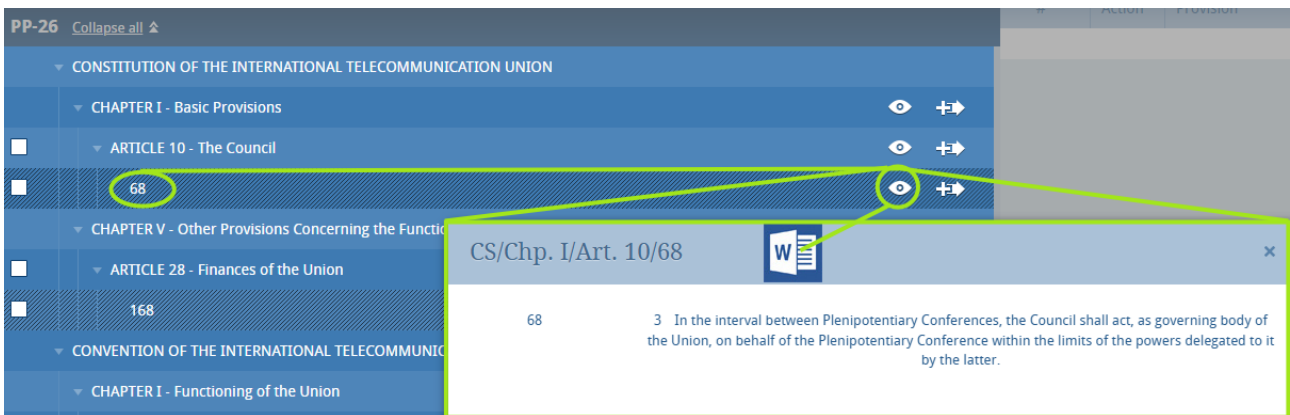 PP-26 Collapse all
# Action Provision
CONSTITUTION OF THE INTERNATIONAL TELECOMMUNICATION UNION
CHAPTER I - Basic Provisions
ARTICLE 10 - The Council
68
CHAPTER V - Other Provisions Concerning the Functio
ARTICLE 28 - Finances of the Union
168
CONVENTION OF THE INTERNATIONAL TELECOMMUNIC
CHAPTER I - Functioning of the Union
CS/Chp. I/Art. 10/68 W ×
68 3 In the interval between Plenipotentiary Conferences, the Council shall act, as governing body of
the Union, on behalf of the Plenipotentiary Conference within the limits of the powers delegated to it
by the latter.